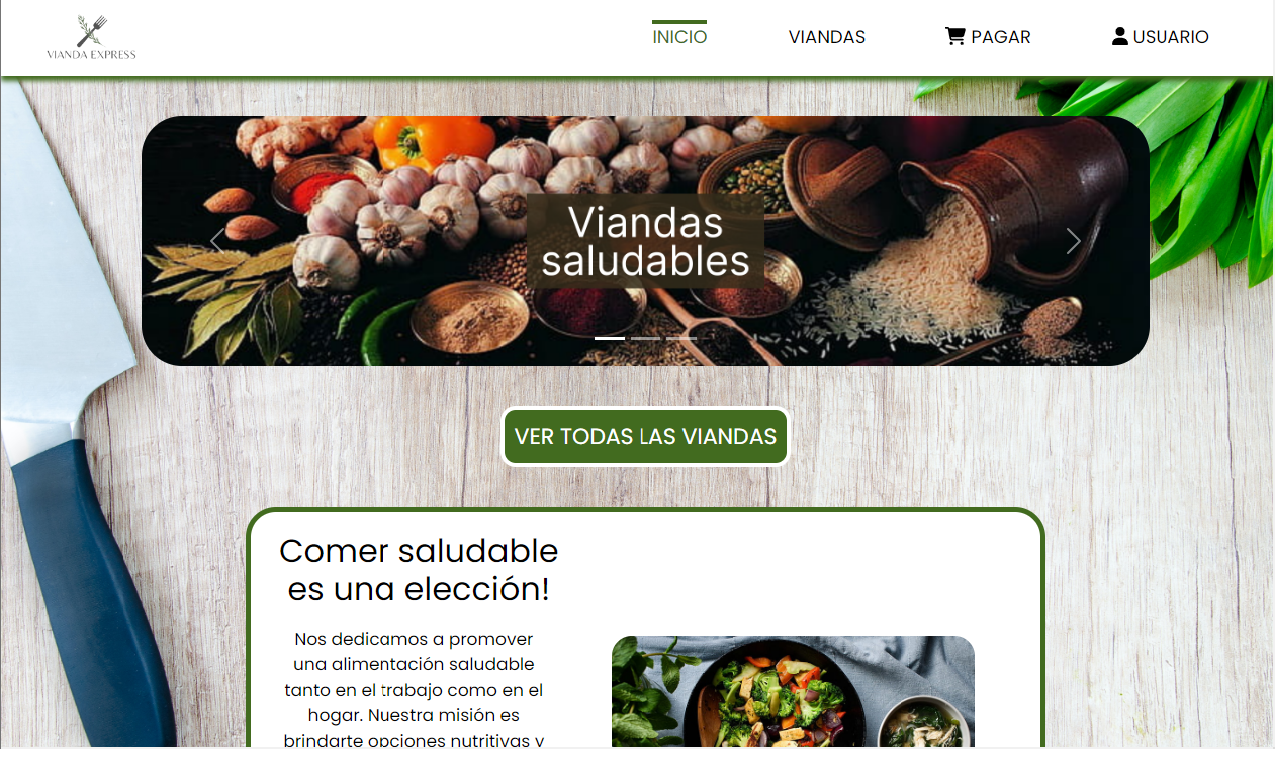 VIANDA EXPRESS
INICIO
VIANDAS
PAGAR
USUARIO
Viandas
saludables
VER TODAS LAS VIANDAS
Comer saludable
es una elección!
Nos dedicamos a promover
una alimentación saludable
tanto en el trabajo como en el
hogar. Nuestra misión es
brindarte opciones nutritivas y